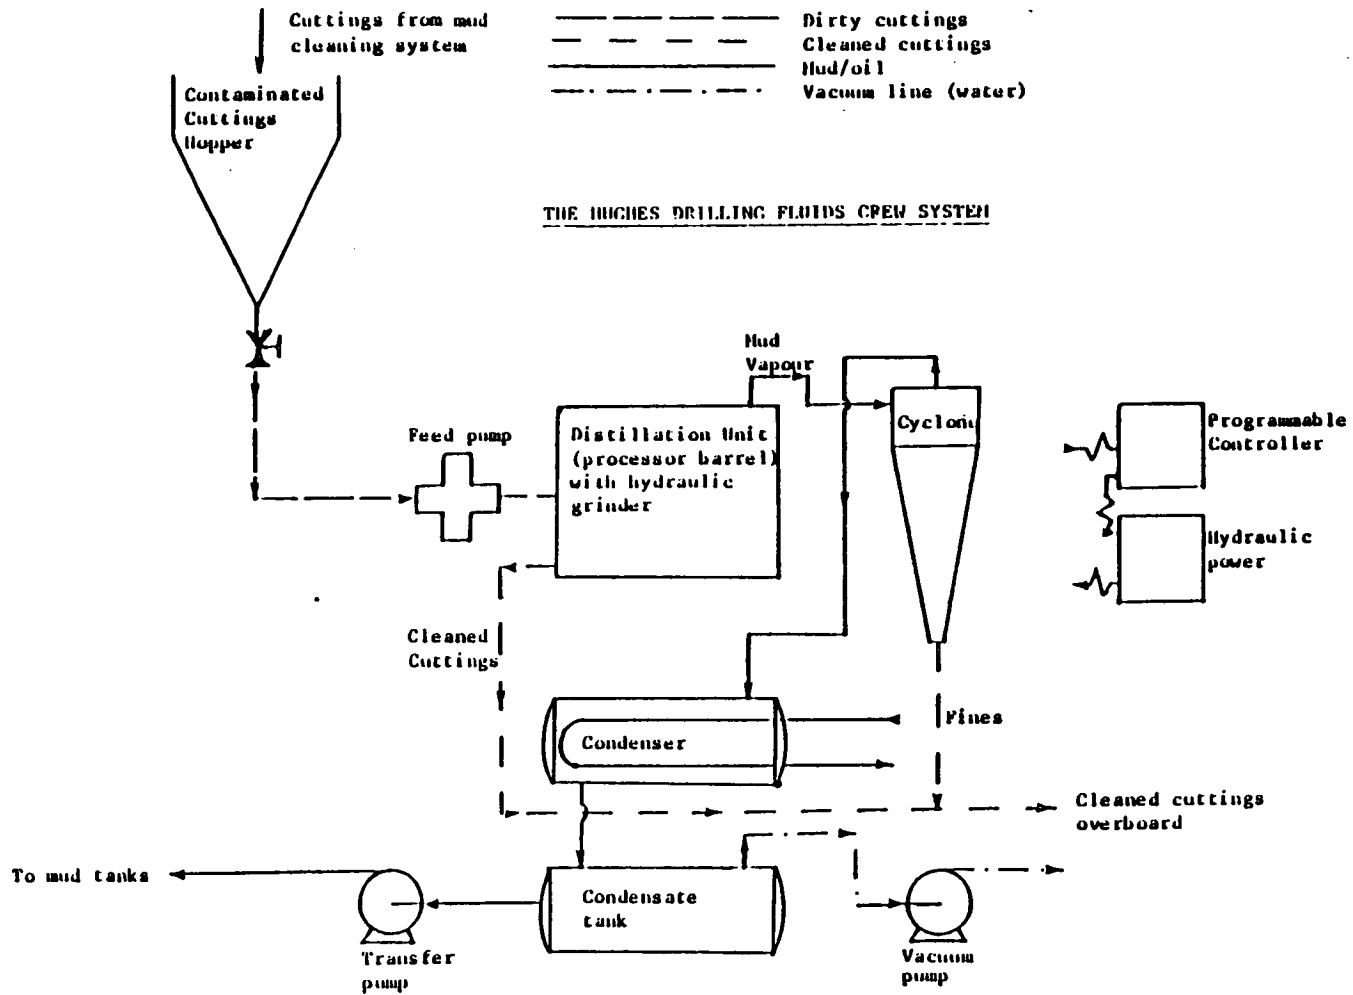 Cuttings from mud
cleaning system
Dirty cuttings
Cleaned cuttings
Mud/oil
Vacuum line (water)
Contaminated
Cuttings
Hopper
THE HUGHES DRILLING FLUIDS CREW SYSTEM
Mud
Vapour
Feed pump
Distillation Unit
(processor barrel)
with hydraulic
grinder
Cyclone
Programmable
Controller
Hydraulic
power
Cleaned
Cuttings
Condenser
Fines
Cleaned cuttings
overboard
To mud tanks
Condensate
tank
Transfer
pump
Vacuum
pump